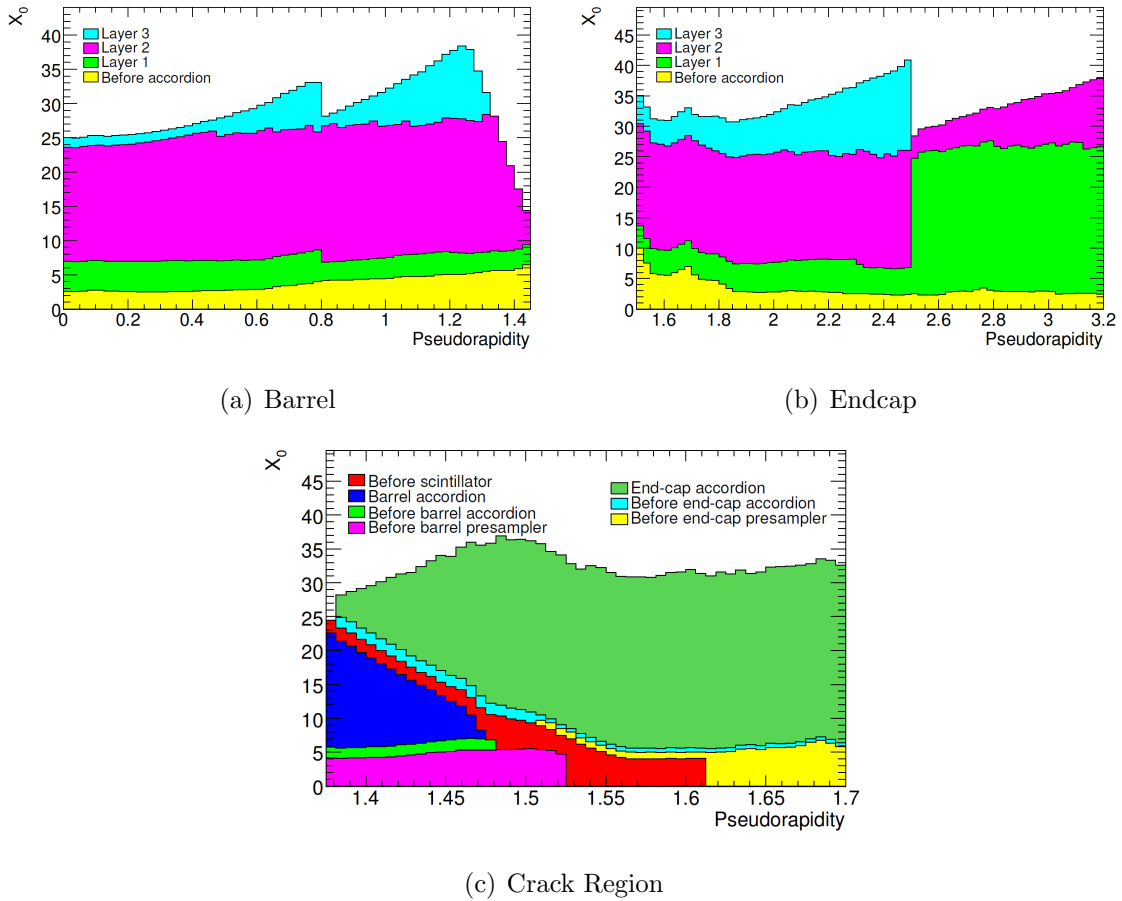 X₀
40
35
30
25
20
15
10
5
0
Layer 3
Layer 2
Layer 1
Before accordion
0 0.2 0.4 0.6 0.8 1 1.2 1.4
Pseudorapidity
(a) Barrel
X₀
45
40
35
30
25
20
15
10
5
0
Layer 3
Layer 2
Layer 1
Before accordion
1.6 1.8 2 2.2 2.4 2.6 2.8 3 3.2
Pseudorapidity
(b) Endcap
X₀
45
40
35
30
25
20
15
10
5
0
Before scintillator
Barrel accordion
Before barrel accordion
Before barrel presampler
End-cap accordion
Before end-cap accordion
Before end-cap presampler
1.4 1.45 1.5 1.55 1.6 1.65 1.7
Pseudorapidity
(c) Crack Region